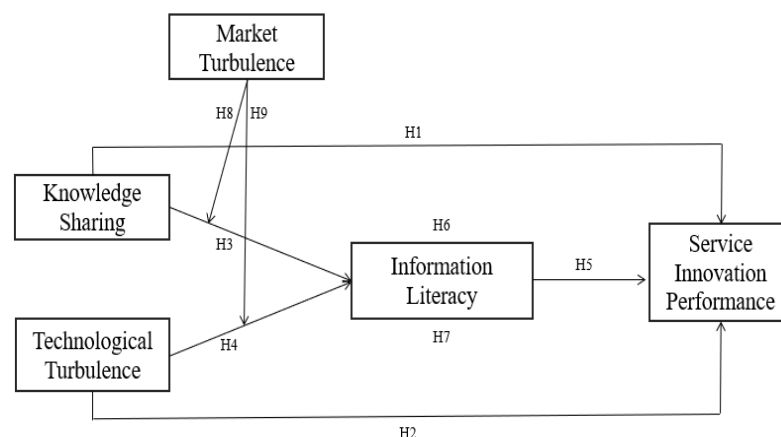 Market
Turbulence
H8
H9
H1
Knowledge
Sharing
H3
H6
Information
Literacy
H5
Service
Innovation
Performance
Technological
Turbulence
H4
H7
H2